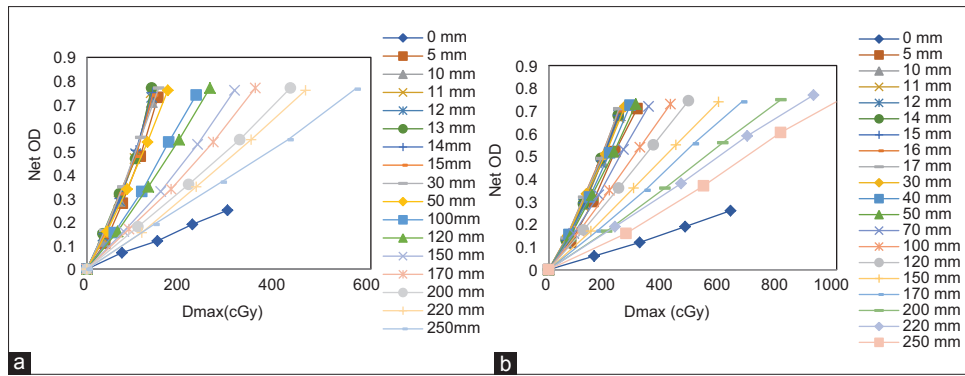 0 mm
5 mm
10 mm
11 mm
12 mm
13 mm
14mm
15mm
30 mm
50 mm
100mm
120 mm
150 mm
170 mm
200 mm
220 mm
250mm
0.9
0.8
0.7
0.6
0.5
0.4
0.3
0.2
0.1
0
Net OD
0
200
400
600
Dmax(cGy)
a
0 mm
5 mm
10 mm
11 mm
12 mm
14 mm
15 mm
16 mm
17 mm
30 mm
40 mm
50 mm
70 mm
100 mm
120 mm
150 mm
170 mm
200 mm
220 mm
250 mm
0.9
0.8
0.7
0.6
0.5
0.4
0.3
0.2
0.1
0
Net OD
0
200
400
600
800
1000
Dmax (cGy)
b